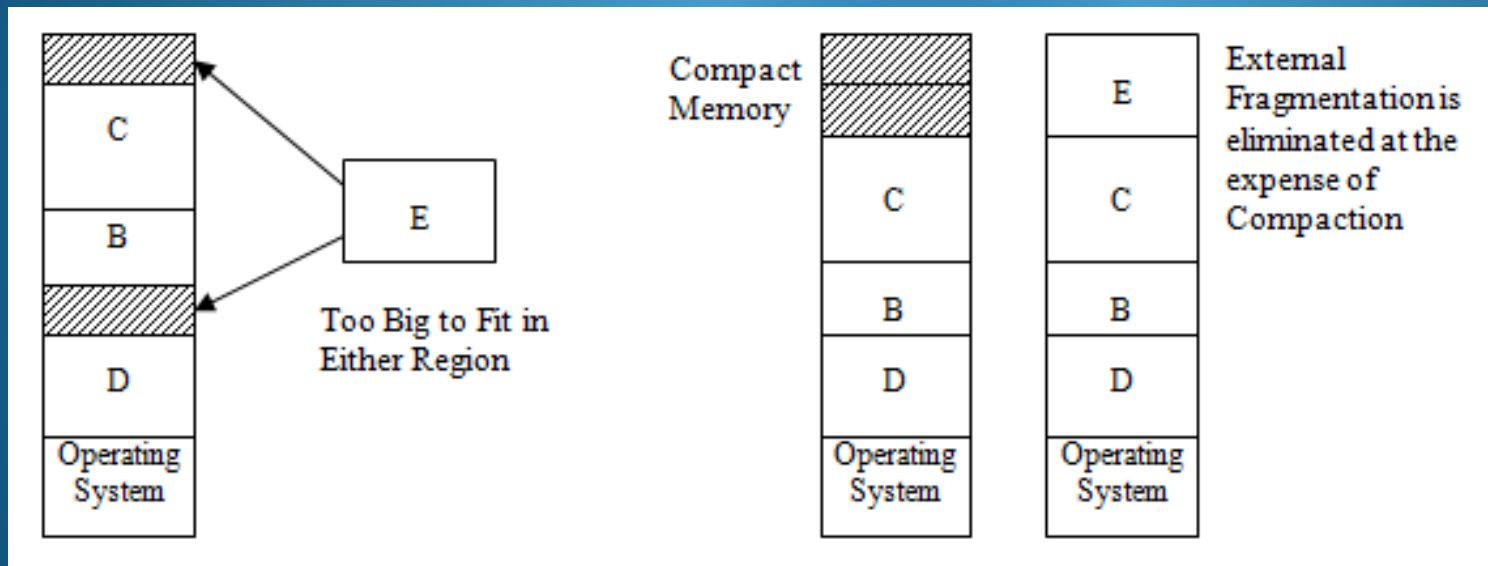 C
B
D
Operating
System
E
Too Big to Fit in
Either Region
Compact
Memory
C
B
D
Operating
System
E
C
B
D
Operating
System
External
Fragmentation is
eliminated at the
expense of
Compaction